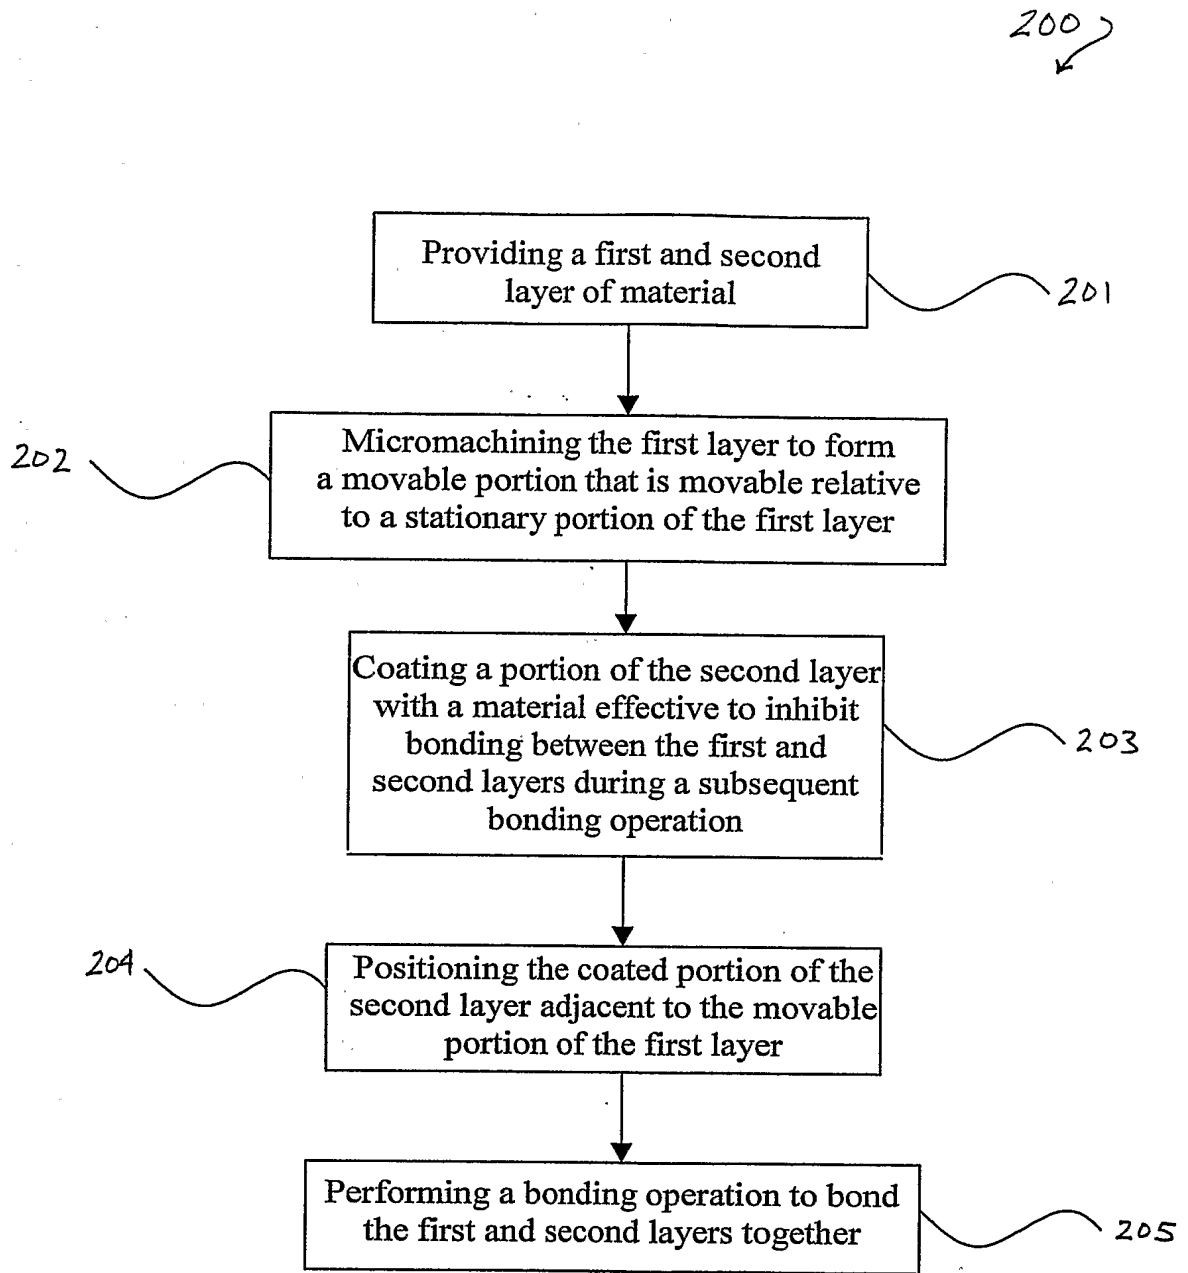 200
Providing a first and second
layer of material
201
202
Micromachining the first layer to form
a movable portion that is movable relative
to a stationary portion of the first layer
Coating a portion of the second layer
with a material effective to inhibit
bonding between the first and
second layers during a subsequent
bonding operation
203
204
Positioning the coated portion of the
second layer adjacent to the movable
portion of the first layer
Performing a bonding operation to bond
the first and second layers together
205